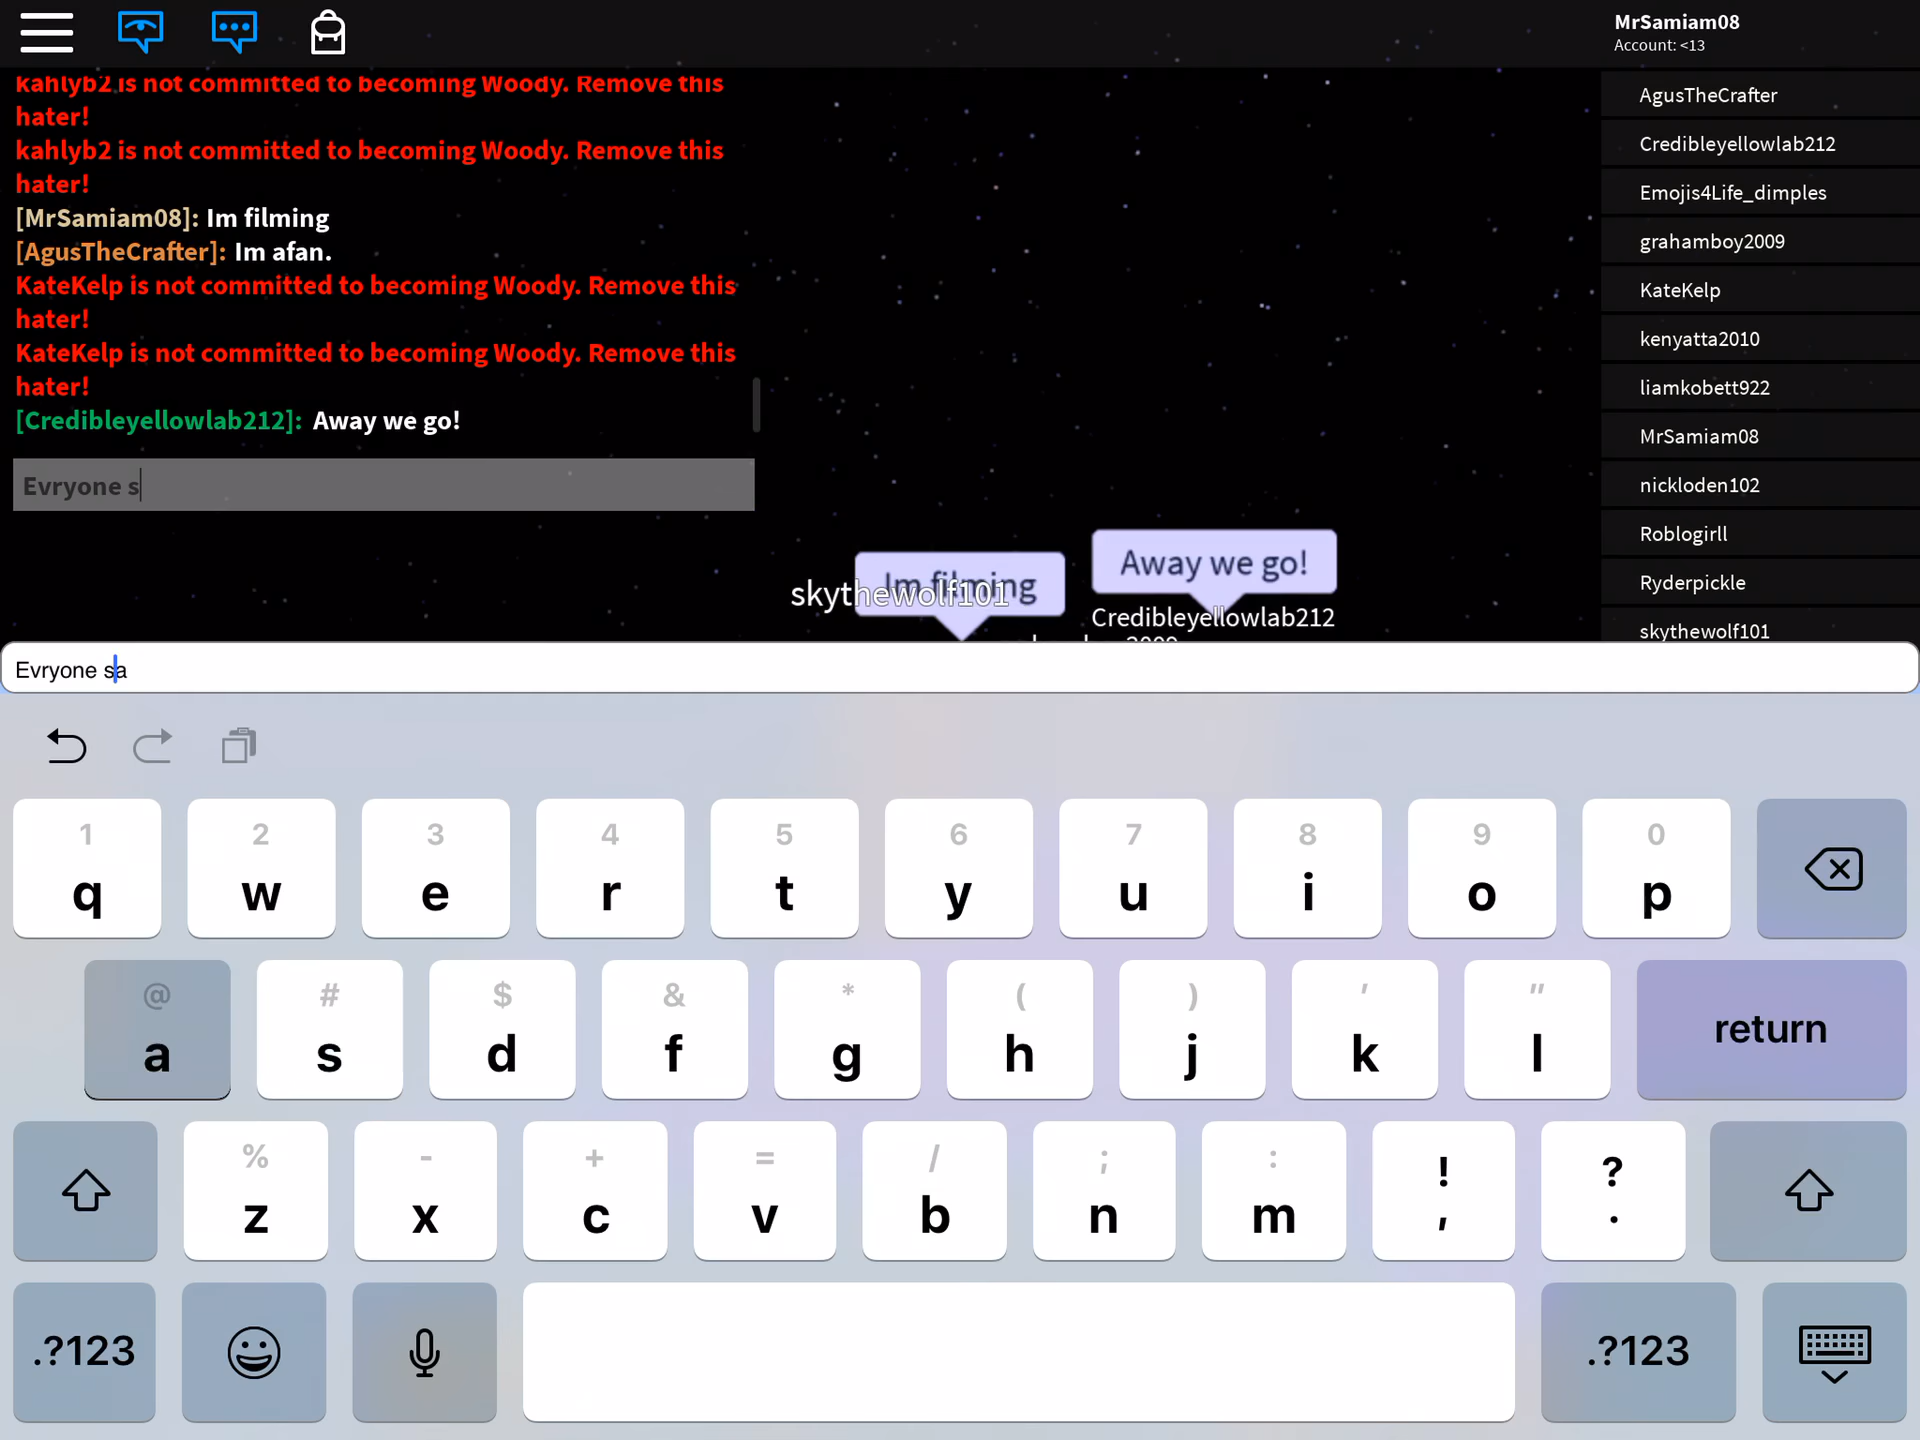 MrSamiam08
Account: <13
kahlyb2 is not committed to becoming Woody. Remove this
hater!
kahlyb2 is not committed to becoming Woody. Remove this
hater!
[MrSamiam08]: Im filming
[AgusTheCrafter]: Im afan.
KateKelp is not committed to becoming Woody. Remove this
hater!
KateKelp is not committed to becoming Woody. Remove this
hater!
[Credibleyellowlab212]: Away we go!
Evryone s
AgusTheCrafter
Credibleyellowlab212
Emojis4Life_dimples
grahamboy2009
KateKelp
kenyatta2010
liamkobett922
MrSamiam08
nickloden102
Roblogirll
Ryderpickle
skythewolf101
Away we go!
Im filming
skythewolf101
Credibleyellowlab212
Evryone sa
1 2 3 4 5 6 7 8 9 0
q w e r t y u i o p
@ # $ & * ( ) ' "
a s d f g h j k l return
% - + = / ; : ! ?
z x c v b n m , .
.?123 .?123